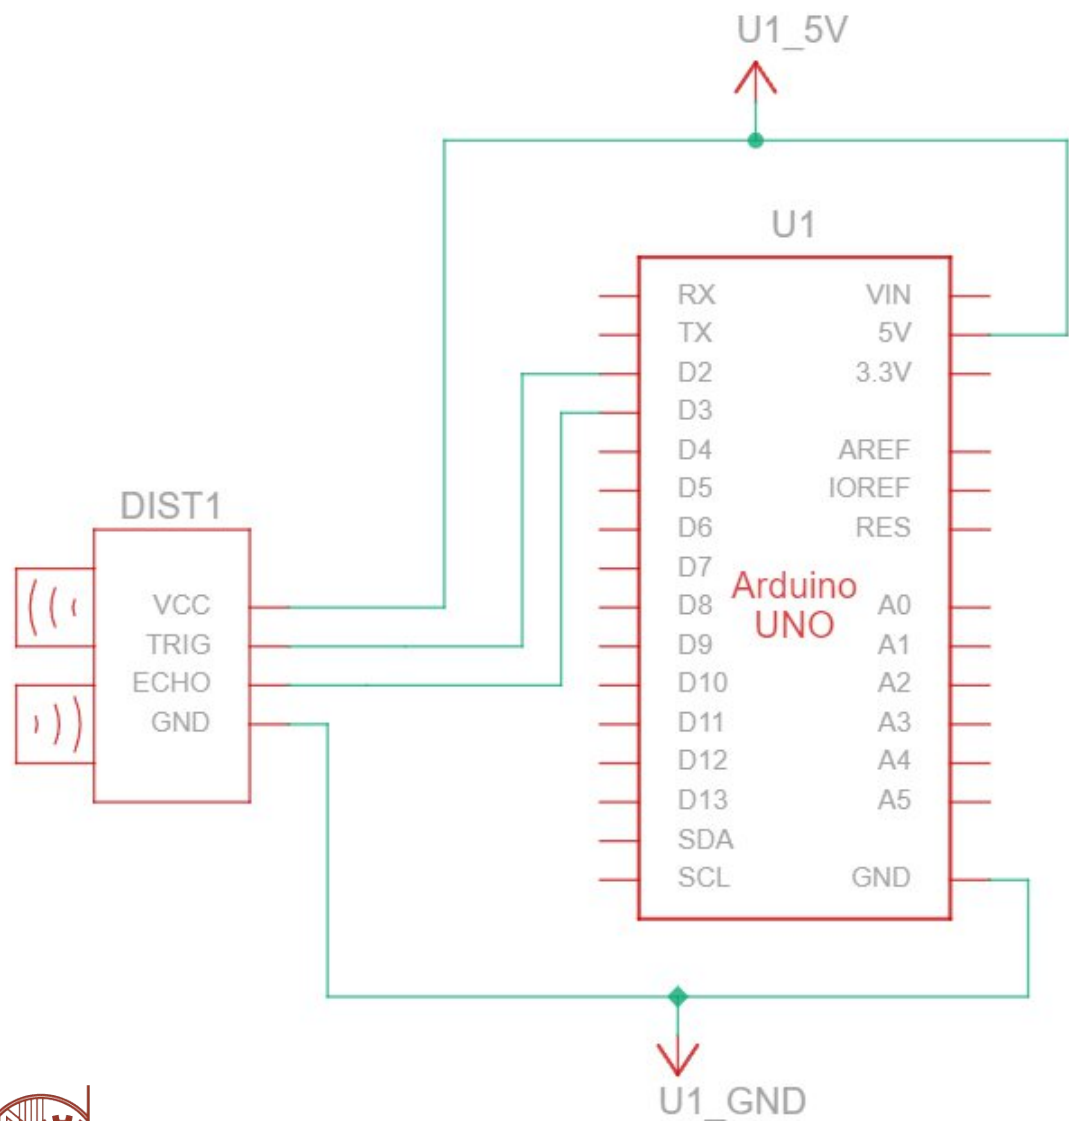 U1_5V
U1
RX
VIN
TX
5V
D2
3.3V
D3
D4
AREF
D5
IOREF
D6
RES
D7
Arduino
UNO
D8
A0
D9
A1
D10
A2
D11
A3
D12
A4
D13
A5
SDA
SCL
GND
DIST1
VCC
TRIG
ECHO
GND
U1_GND